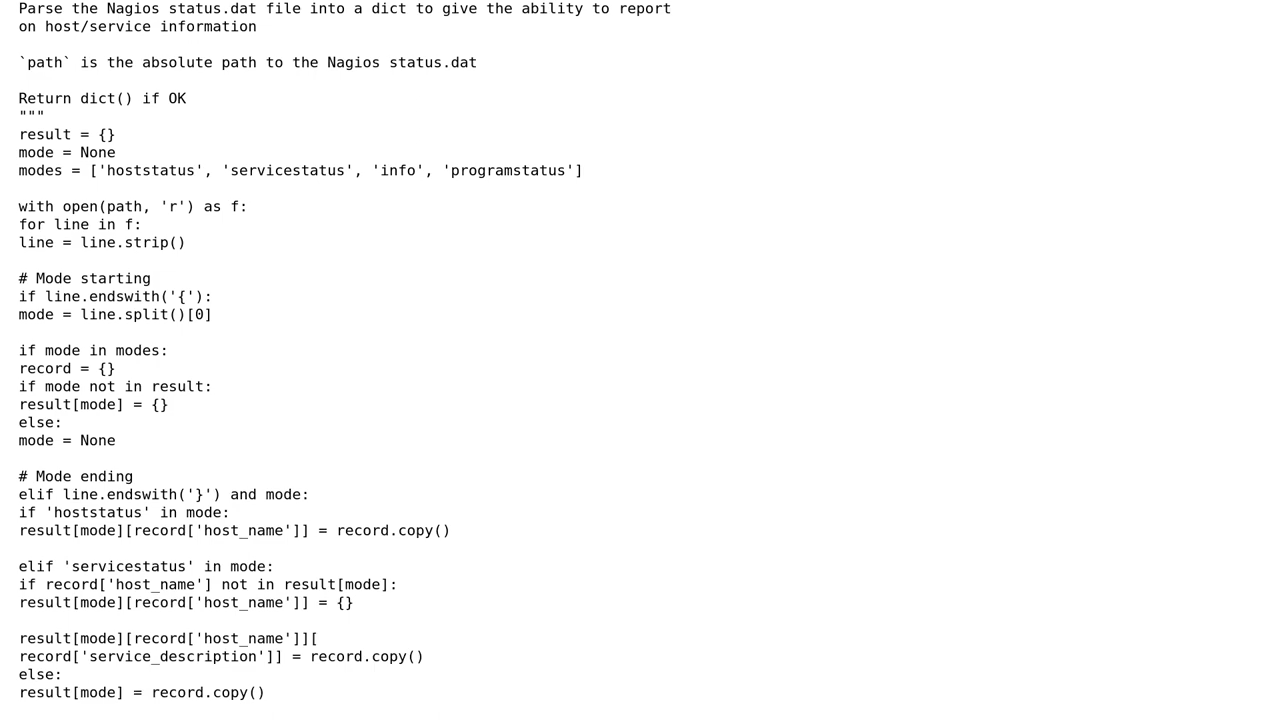 Parse the Nagios status.dat file into a dict to give the ability to report
on host/service information

`path` is the absolute path to the Nagios status.dat

Return dict() if OK
"""
result = {}
mode = None
modes = ['hoststatus', 'servicestatus', 'info', 'programstatus']

with open(path, 'r') as f:
for line in f:
line = line.strip()

# Mode starting
if line.endswith('{'):
mode = line.split()[0]

if mode in modes:
record = {}
if mode not in result:
result[mode] = {}
else:
mode = None

# Mode ending
elif line.endswith('}') and mode:
if 'hoststatus' in mode:
result[mode][record['host_name']] = record.copy()

elif 'servicestatus' in mode:
if record['host_name'] not in result[mode]:
result[mode][record['host_name']] = {}

result[mode][record['host_name']][
record['service_description']] = record.copy()
else:
result[mode] = record.copy()